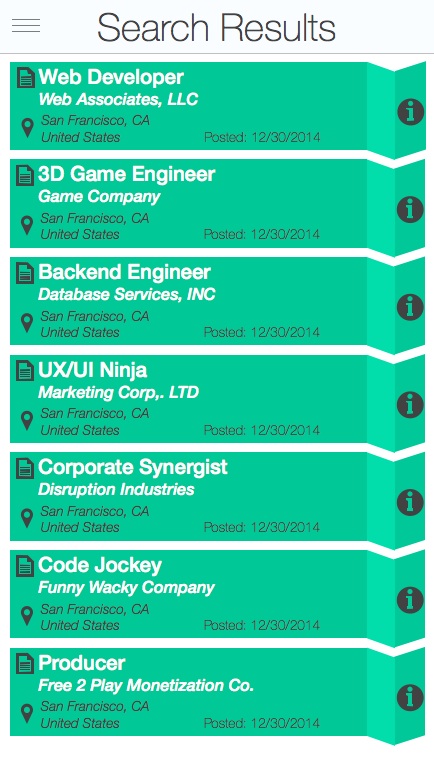 Search Results
Web Developer
Web Associates, LLC
San Francisco, CA
United States Posted: 12/30/2014
3D Game Engineer
Game Company
San Francisco, CA
United States Posted: 12/30/2014
Backend Engineer
Database Services, INC
San Francisco, CA
United States Posted: 12/30/2014
UX/UI Ninja
Marketing Corp,. LTD
San Francisco, CA
United States Posted: 12/30/2014
Corporate Synergist
Disruption Industries
San Francisco, CA
United States Posted: 12/30/2014
Code Jockey
Funny Wacky Company
San Francisco, CA
United States Posted: 12/30/2014
Producer
Free 2 Play Monetization Co.
San Francisco, CA
United States Posted: 12/30/2014